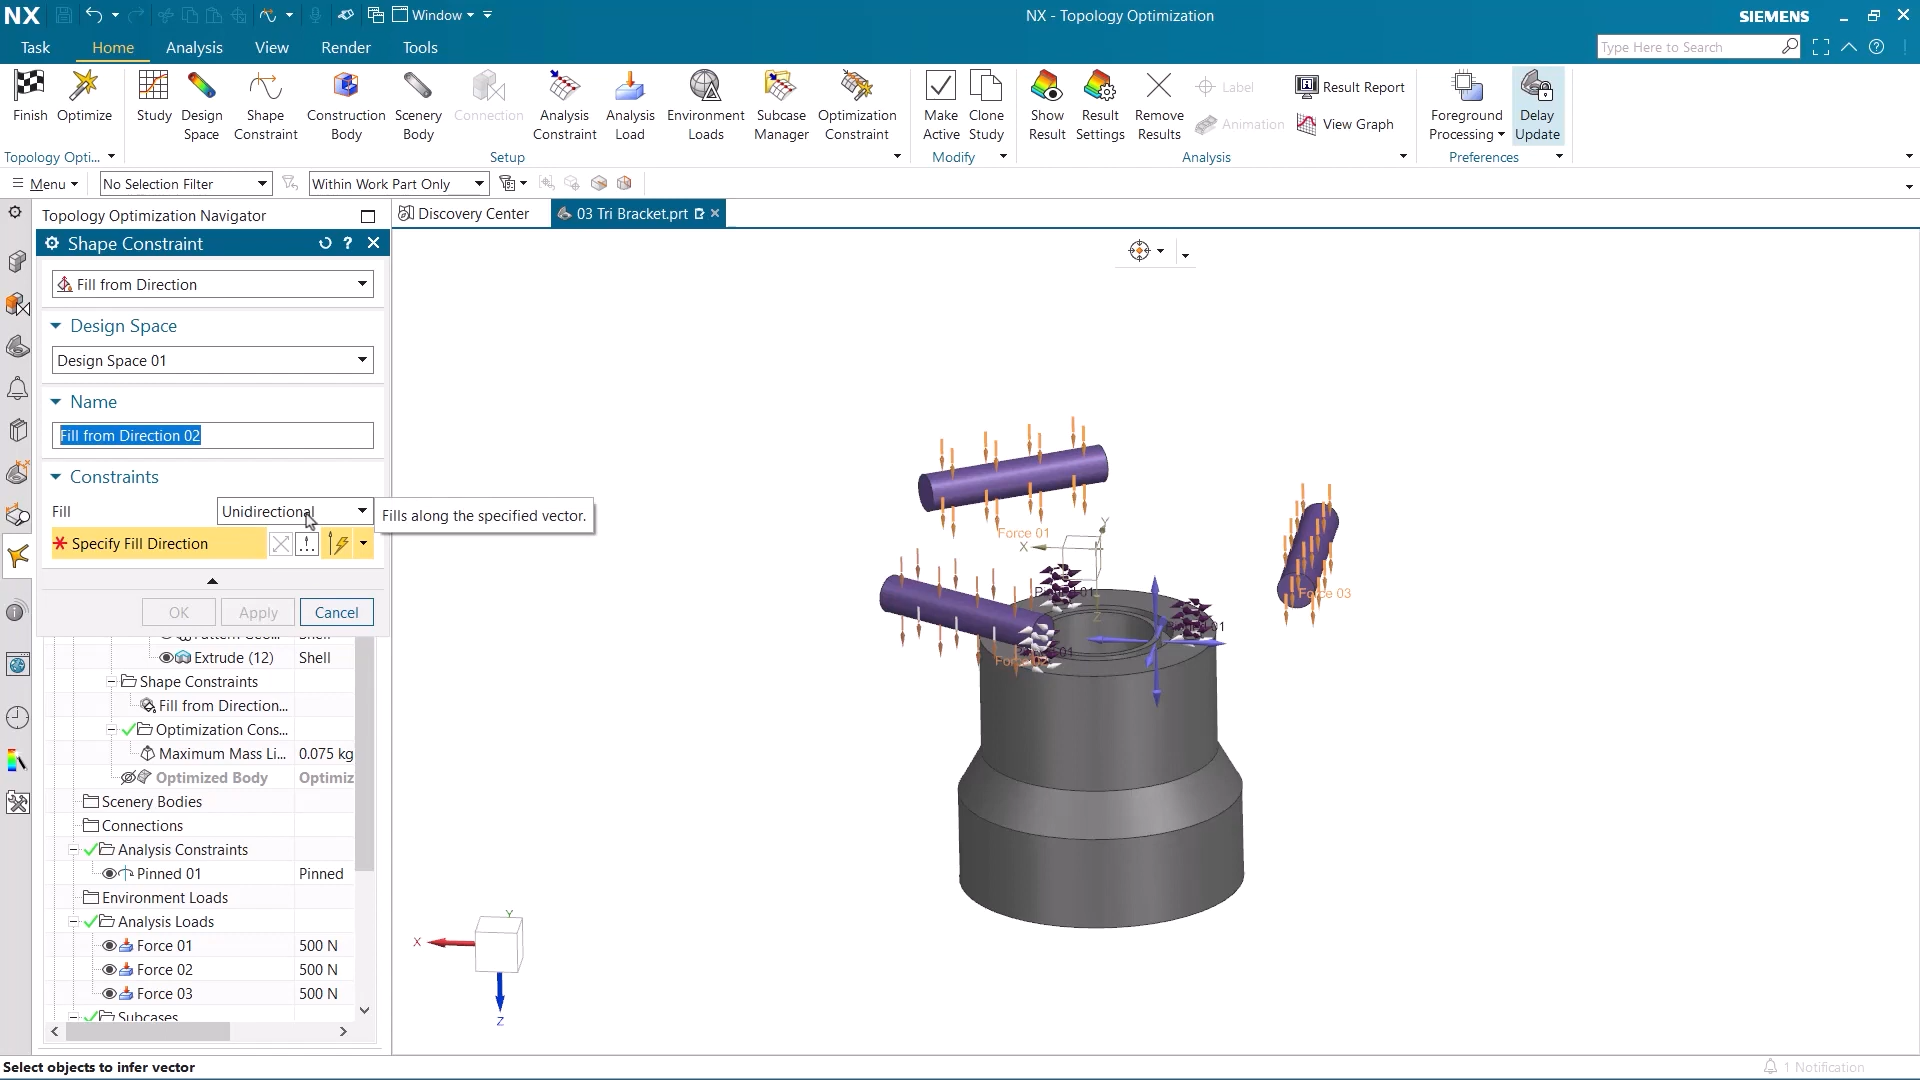 NX
Window
NX - Topology Optimization
SIEMENS
Task
Home
Analysis
View
Render
Tools
Type Here to Search
Finish
Optimize
Study
Design
Space
Shape
Constraint
Construction
Body
Scenery
Body
Connection
Analysis
Constraint
Analysis
Load
Environment
Loads
Subcase
Manager
Optimization
Constraint
Make
Active
Clone
Study
Show
Result
Result
Settings
Remove
Results
Label
Animation
Result Report
View Graph
Foreground
Processing
Delay
Update
Topology Opti...
Setup
Modify
Analysis
Preferences
Menu
No Selection Filter
Within Work Part Only
Topology Optimization Navigator
Discovery Center
03 Tri Bracket.prt
Shape Constraint
Fill from Direction
Design Space
Design Space 01
Name
Fill from Direction 02
Constraints
Fill
Unidirectional
Fills along the specified vector.
* Specify Fill Direction
OK
Apply
Cancel
Extrude (12)
Shell
Shape Constraints
Fill from Direction...
Optimization Cons...
Maximum Mass Li...
0.075 kg
Optimized Body
Optimiz
Scenery Bodies
Connections
Analysis Constraints
Pinned 01
Pinned
Environment Loads
Analysis Loads
Force 01
500 N
Force 02
500 N
Force 03
500 N
Subcases
Force 01
Y
X
Z
Force 03
Y
X
Z
Select objects to infer vector
1 Notification